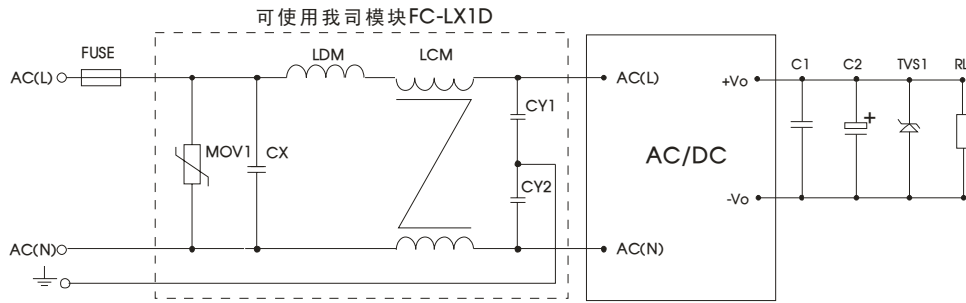 可使用我司模块FC-LX1D
FUSE
LDM
LCM
AC(L)
AC(L)
+Vo
C1
C2
TVS1
RL
+
CY1
MOV1
CX
AC/DC
CY2
-Vo
AC(N)
AC(N)